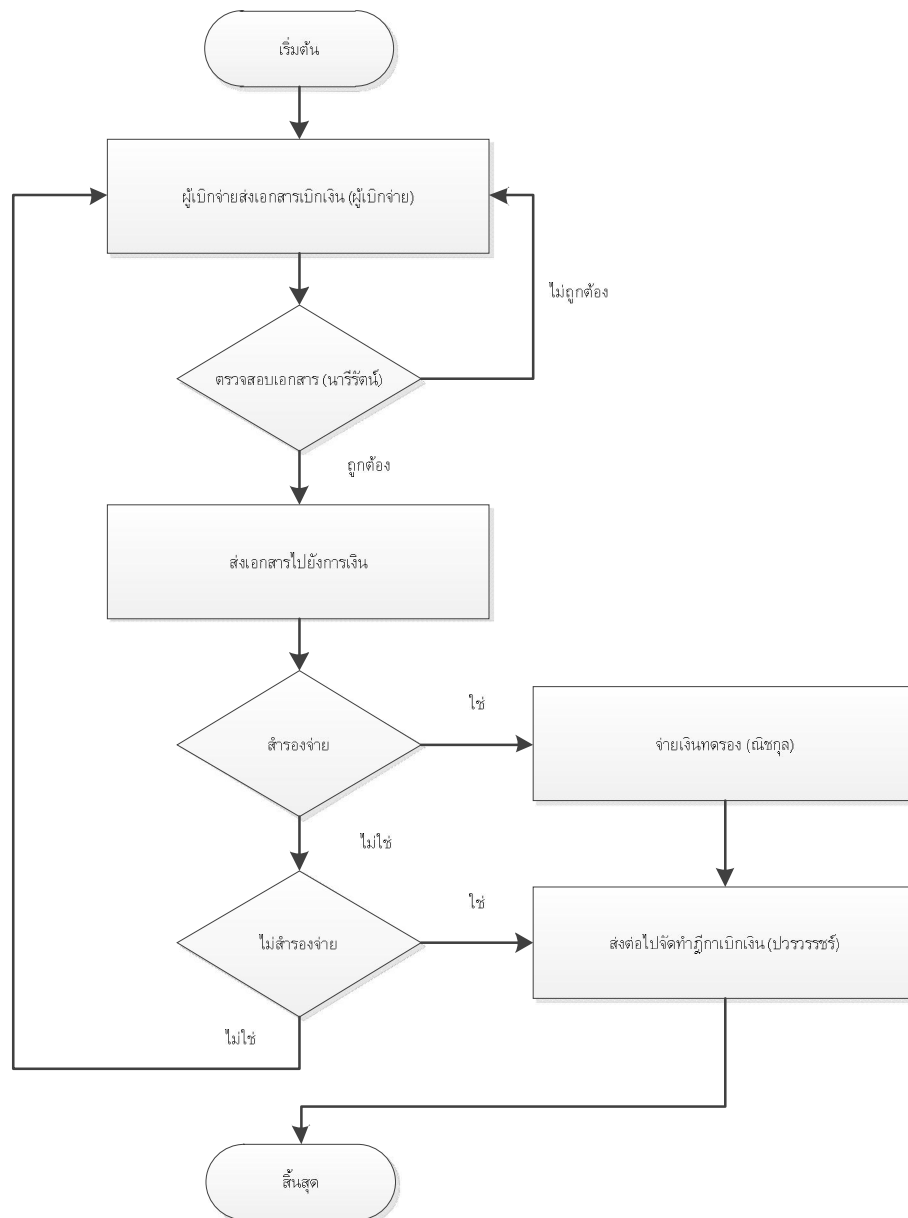 เริ่มต้น
ผู้เบิกจ่ายส่งเอกสารเบิกเงิน (ผู้เบิกจ่าย)
ไม่ถูกต้อง
ตรวจสอบเอกสาร (นารีรัตน์)
ถูกต้อง
ส่งเอกสารไปยังการเงิน
ใช่
สำรองจ่าย
จ่ายเงินทดรอง (ณิชกุล)
ไม่ใช่
ใช่
ไม่สำรองจ่าย
ส่งต่อไปจัดทำฎีกาเบิกเงิน (ปวรวรรชร์)
ไม่ใช่
สิ้นสุด